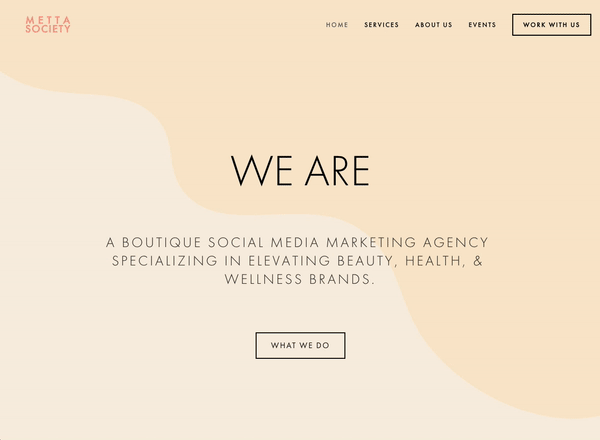 METTA
SOCIETY
HOME SERVICES ABOUT US EVENTS WORK WITH US
WE ARE
A BOUTIQUE SOCIAL MEDIA MARKETING AGENCY
SPECIALIZING IN ELEVATING BEAUTY, HEALTH, &
WELLNESS BRANDS.
WHAT WE DO